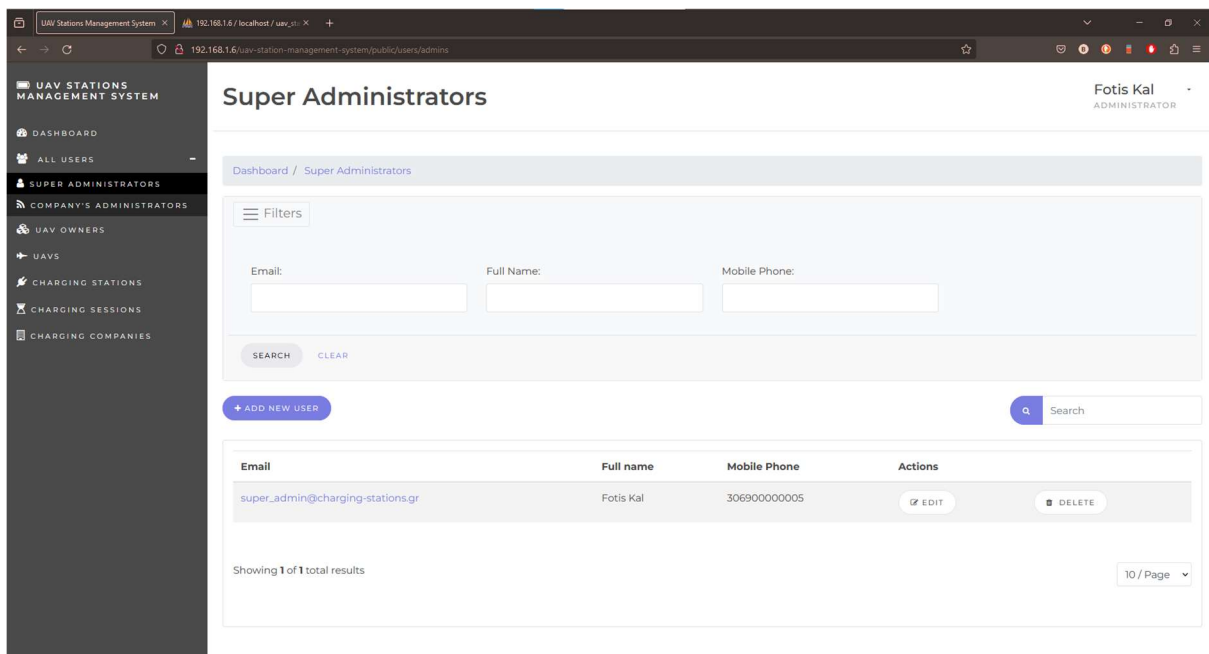 UAV Stations Management System
192.168.1.6 / localhost / uav_st
192.168.1.6/uav-station-management-system/public/users/admins
UAV STATIONS
MANAGEMENT SYSTEM
DASHBOARD
ALL USERS
SUPER ADMINISTRATORS
COMPANY'S ADMINISTRATORS
UAV OWNERS
UAVS
CHARGING STATIONS
CHARGING SESSIONS
CHARGING COMPANIES
Super Administrators
Fotis Kal
ADMINISTRATOR
Dashboard / Super Administrators
Filters
Email: Full Name: Mobile Phone:
SEARCH CLEAR
+ ADD NEW USER
Search
Email Full name Mobile Phone Actions
super_admin@charging-stations.gr Fotis Kal 306900000005 EDIT DELETE
Showing 1 of 1 total results
10 / Page